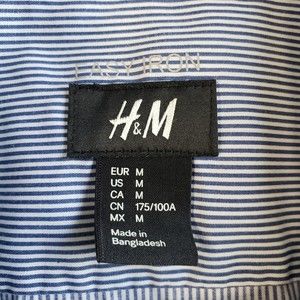 EASY IRON
H&M
EUR M
US M
CA M
CN 175/100A
MX M
Made in
Bangladesh